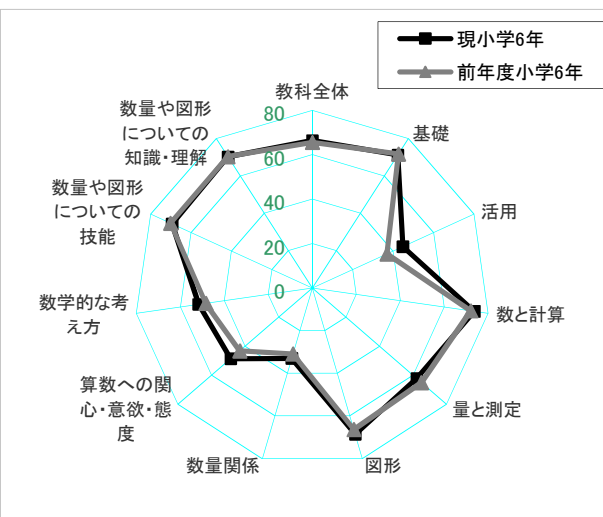 現小学6年
前年度小学6年
教科全体
基礎
活用
数と計算
量と測定
図形
数量関係
算数への関
心・意欲・態
度
数学的な考
え方
数量や図形
についての
技能
数量や図形
についての
知識・理解
80
60
40
20
0